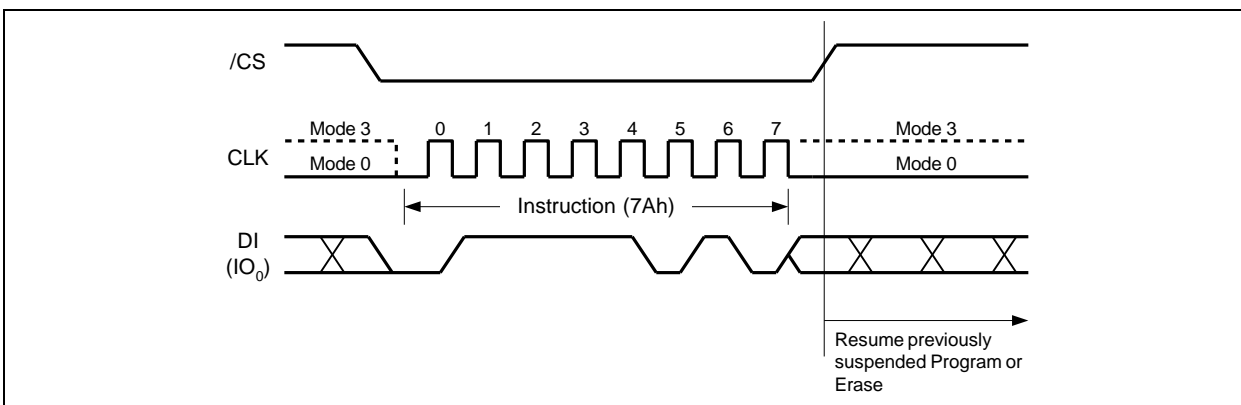 /CS
Mode 3 0 1 2 3 4 5 6 7 Mode 3
CLK
Mode 0 Mode 0
Instruction (7Ah)
DI
(IO0)
Resume previously
suspended Program or
Erase